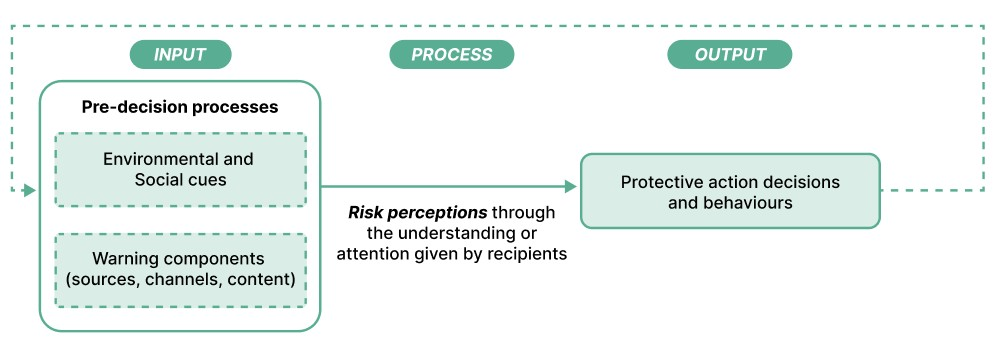 INPUT
PROCESS
OUTPUT
Pre-decision processes
Environmental and
Social cues
Warning components
(sources, channels, content)
Risk perceptions through
the understanding or
attention given by recipients
Protective action decisions
and behaviours